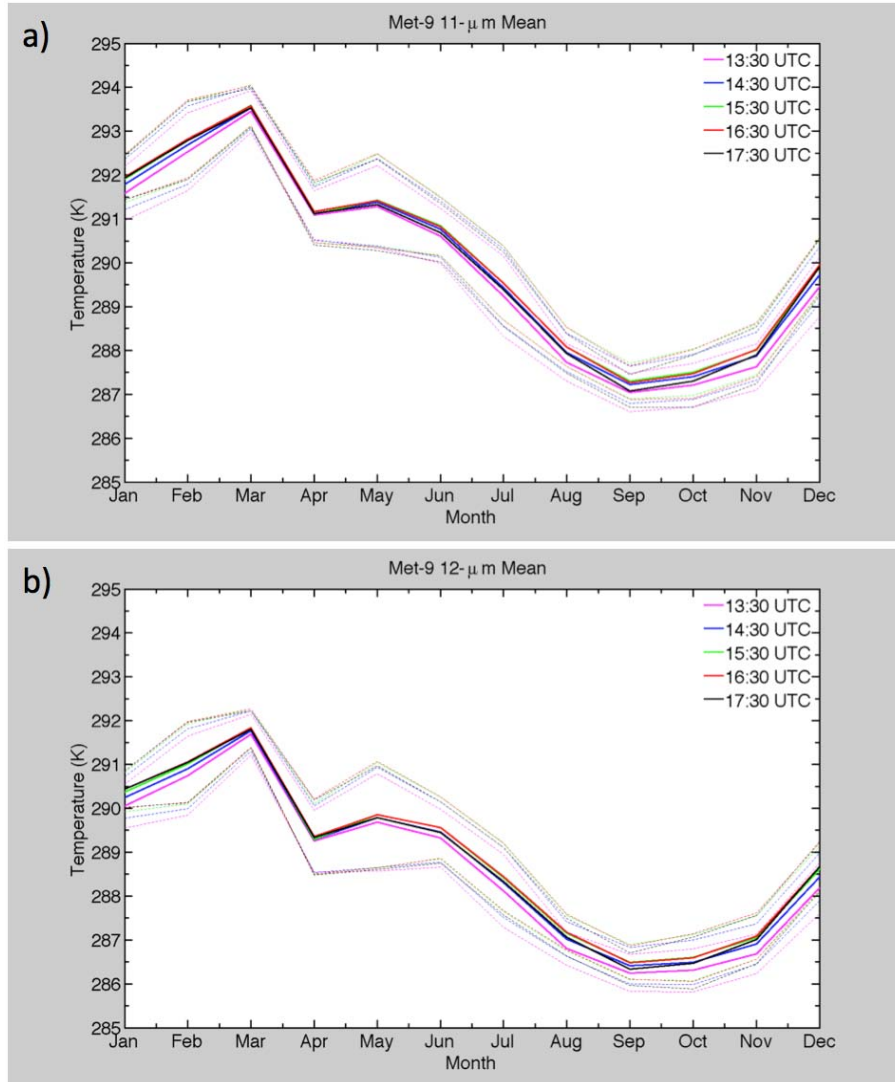 a)
Met-9 11-μm Mean
295
294
293
292
291
290
289
288
287
286
285
Temperature (K)
13:30 UTC
14:30 UTC
15:30 UTC
16:30 UTC
17:30 UTC
Jan Feb Mar Apr May Jun Jul Aug Sep Oct Nov Dec
Month
b)
Met-9 12-μm Mean
295
294
293
292
291
290
289
288
287
286
285
Temperature (K)
13:30 UTC
14:30 UTC
15:30 UTC
16:30 UTC
17:30 UTC
Jan Feb Mar Apr May Jun Jul Aug Sep Oct Nov Dec
Month